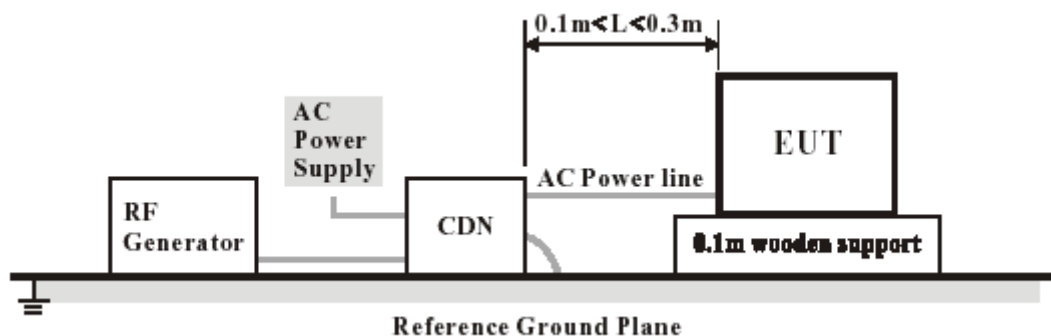 0.1m<L<0.3m
AC
Power
Supply
EUT
AC Power line
RF
Generator
CDN
0.1m wooden support
Reference Ground Plane